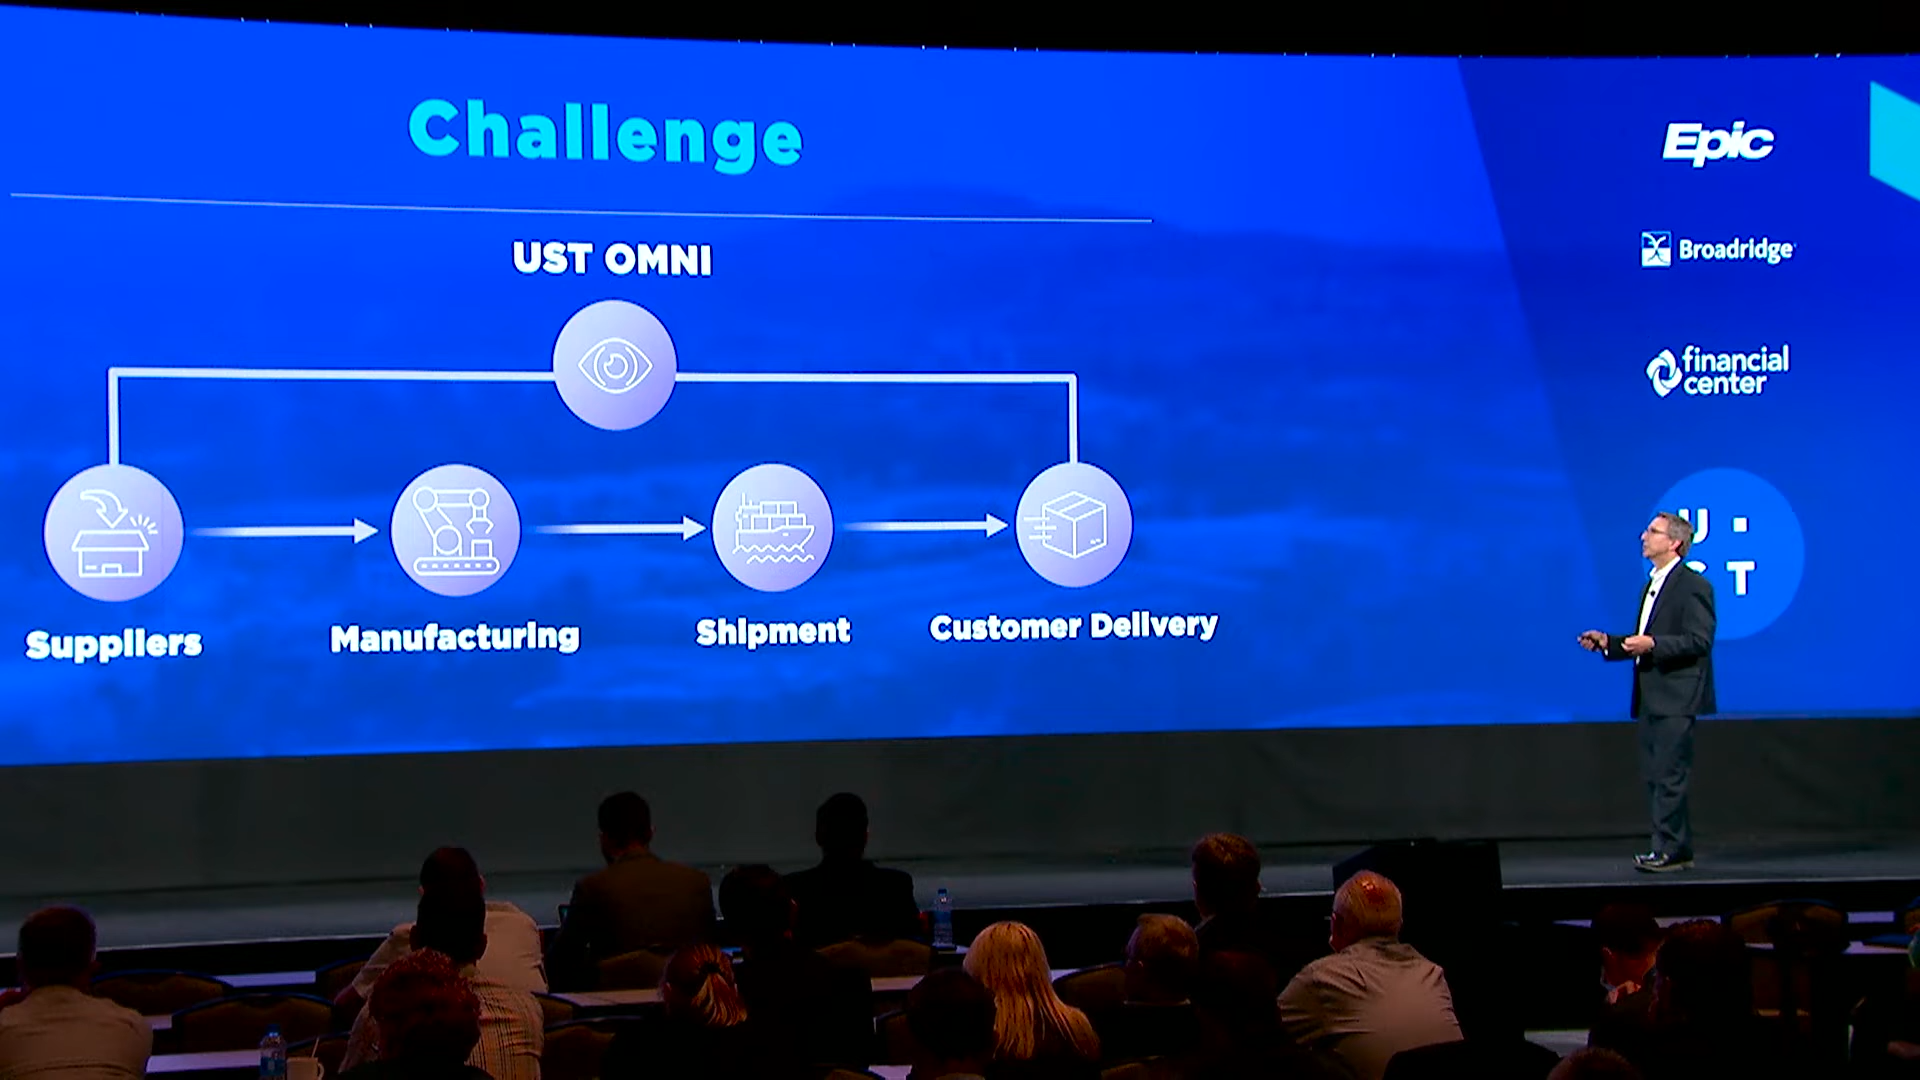 Challenge
UST OMNI
Suppliers
Manufacturing
Shipment
Customer Delivery
Epic
Broadridge
financial
center
U
T